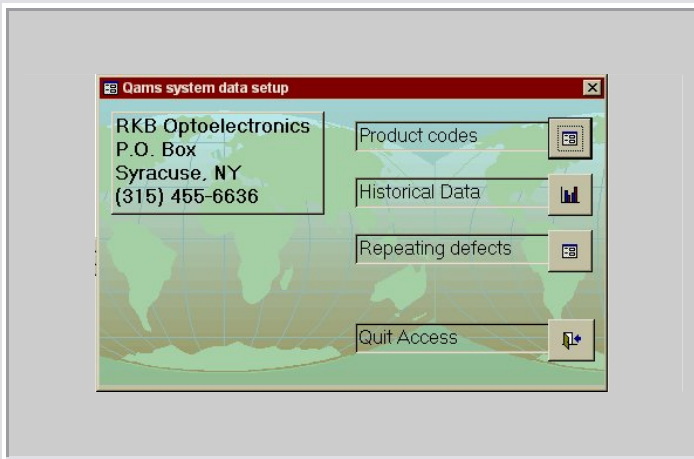 Qams system data setup
RKB Optoelectronics
P.O. Box
Syracuse, NY
(315) 455-6636
Product codes
Historical Data
Repeating defects
Quit Access